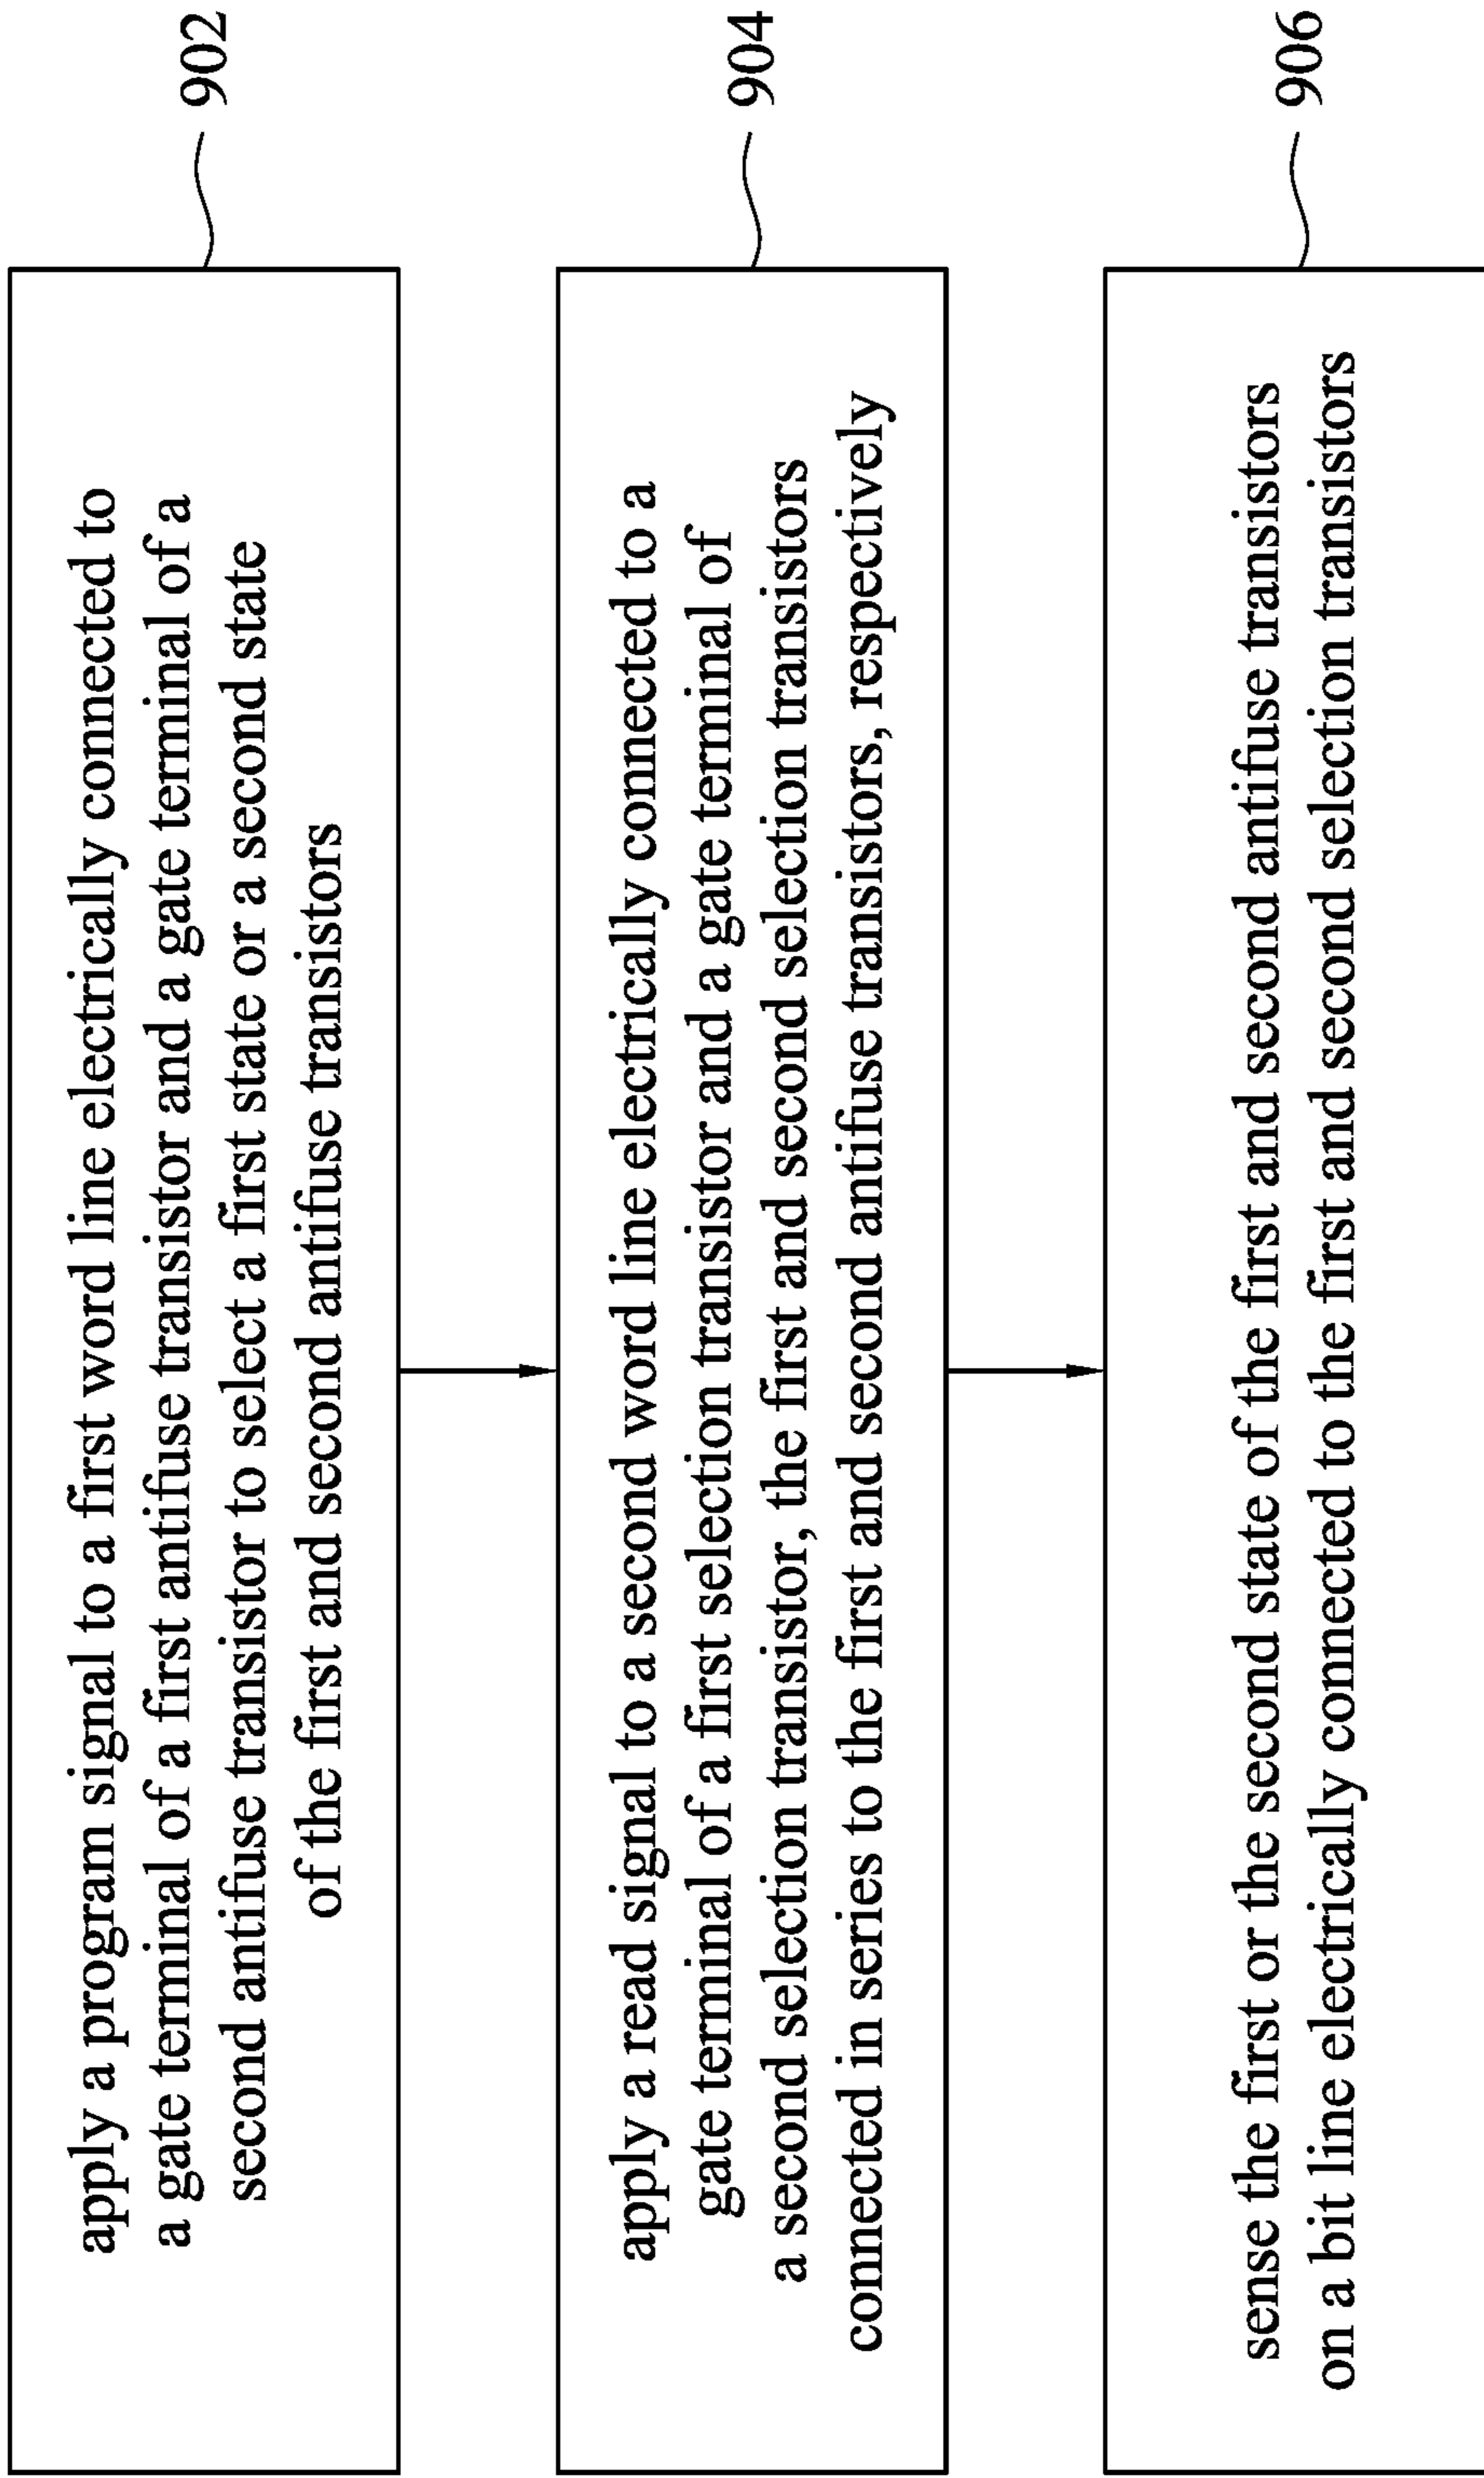 apply a program signal to a first word line electrically connected to
a gate terminal of a first antifuse transistor and a gate terminal of a
second antifuse transistor to select a first state or a second state
of the first and second antifuse transistors
902
apply a read signal to a second word line electrically connected to a
gate terminal of a first selection transistor and a gate terminal of
a second selection transistor, the first and second selection transistors
connected in series to the first and second antifuse transistors, respectively
904
sense the first or the second state of the first and second antifuse transistors
on a bit line electrically connected to the first and second selection transistors
906